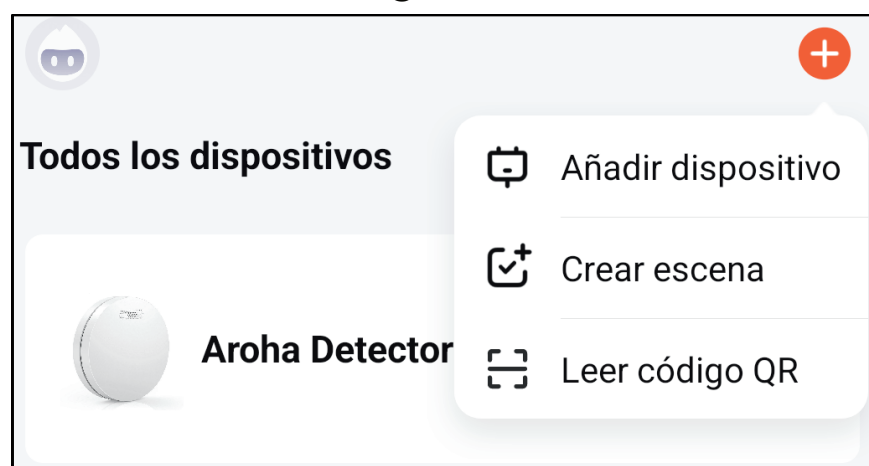 Todos los dispositivos
Añadir dispositivo
Crear escena
Aroha Detector
Leer código QR